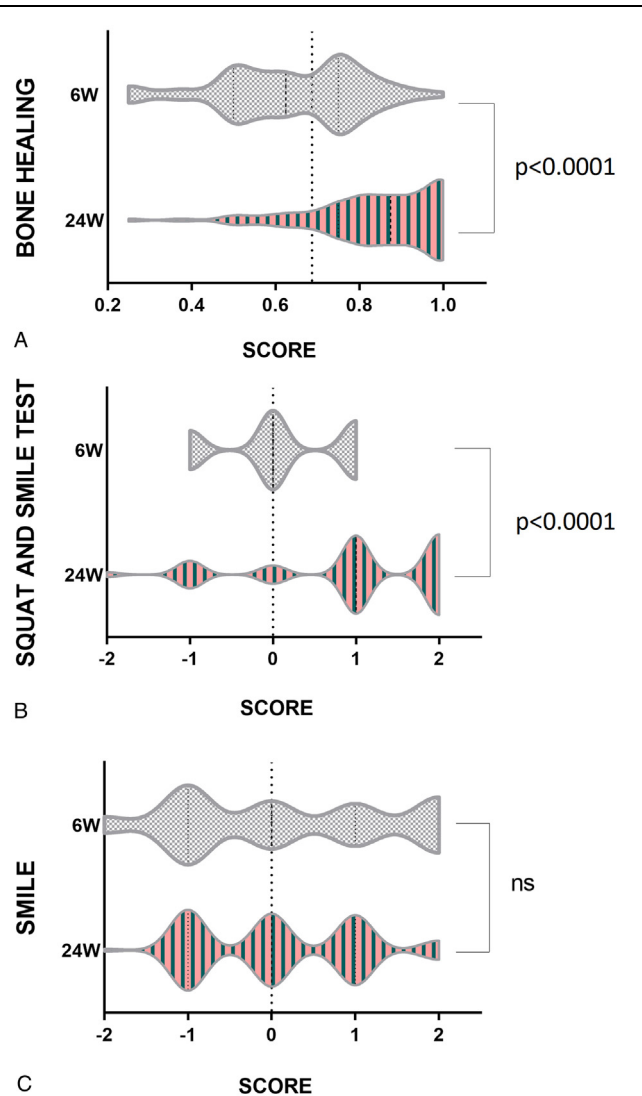 BONE HEALING
6W
p<0.0001
24W
0.2 0.4 0.6 0.8 1.0
A
SCORE
SQUAT AND SMILE TEST
6W
p<0.0001
24W
-2 -1 0 1 2
B
SCORE
SMILE
6W
ns
24W
-2 -1 0 1 2
C
SCORE